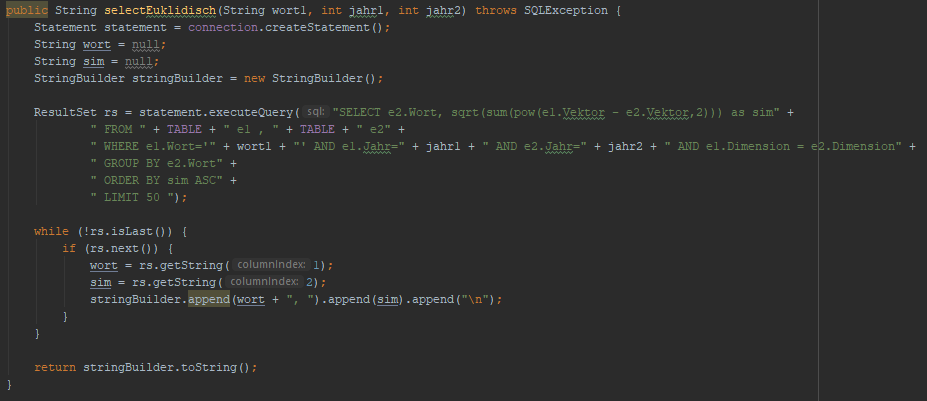 public String selectEuklidisch(String wort1, int jahr1, int jahr2) throws SQLException {
    Statement statement = connection.createStatement();
    String wort = null;
    String sim = null;
    StringBuilder stringBuilder = new StringBuilder();

    ResultSet rs = statement.executeQuery( sql: "SELECT e2.Wort, sqrt(sum(pow(e1.Vektor - e2.Vektor,2))) as sim" +
            " FROM " + TABLE + " e1 , " + TABLE + " e2" +
            " WHERE e1.Wort='" + wort1 + "' AND e1.Jahr=" + jahr1 + " AND e2.Jahr=" + jahr2 + " AND e1.Dimension = e2.Dimension" +
            " GROUP BY e2.Wort" +
            " ORDER BY sim ASC" +
            " LIMIT 50 ");

    while (!rs.isLast()) {
        if (rs.next()) {
            wort = rs.getString( columnIndex: 1);
            sim = rs.getString( columnIndex: 2);
            stringBuilder.append(wort + ", ").append(sim).append("\n");
        }
    }

    return stringBuilder.toString();
}